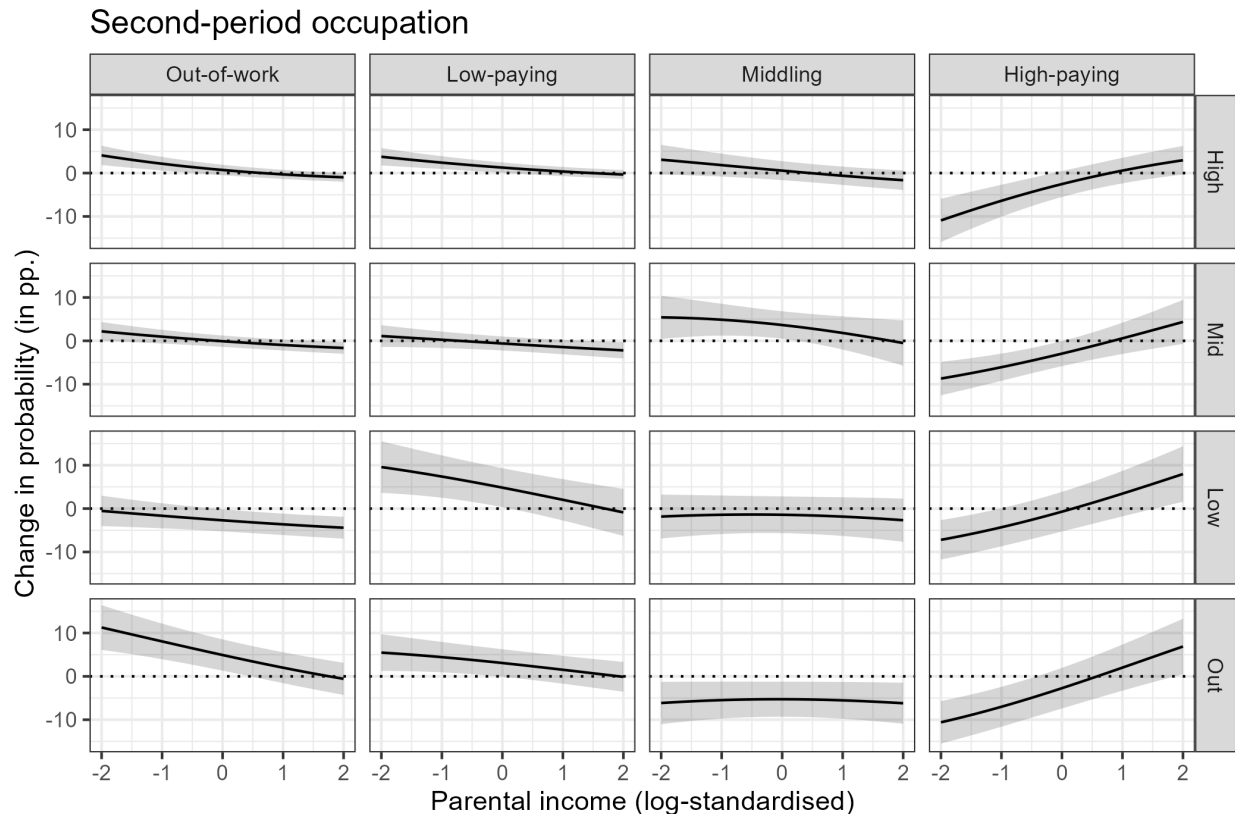 Second-period occupation
Out-of-work
Low-paying
Middling
High-paying
Change in probability (in pp.)
10
0
-10
High
10
0
-10
Mid
10
0
-10
Low
10
0
-10
Out
-2 -1 0 1 2
-2 -1 0 1 2
-2 -1 0 1 2
-2 -1 0 1 2
Parental income (log-standardised)